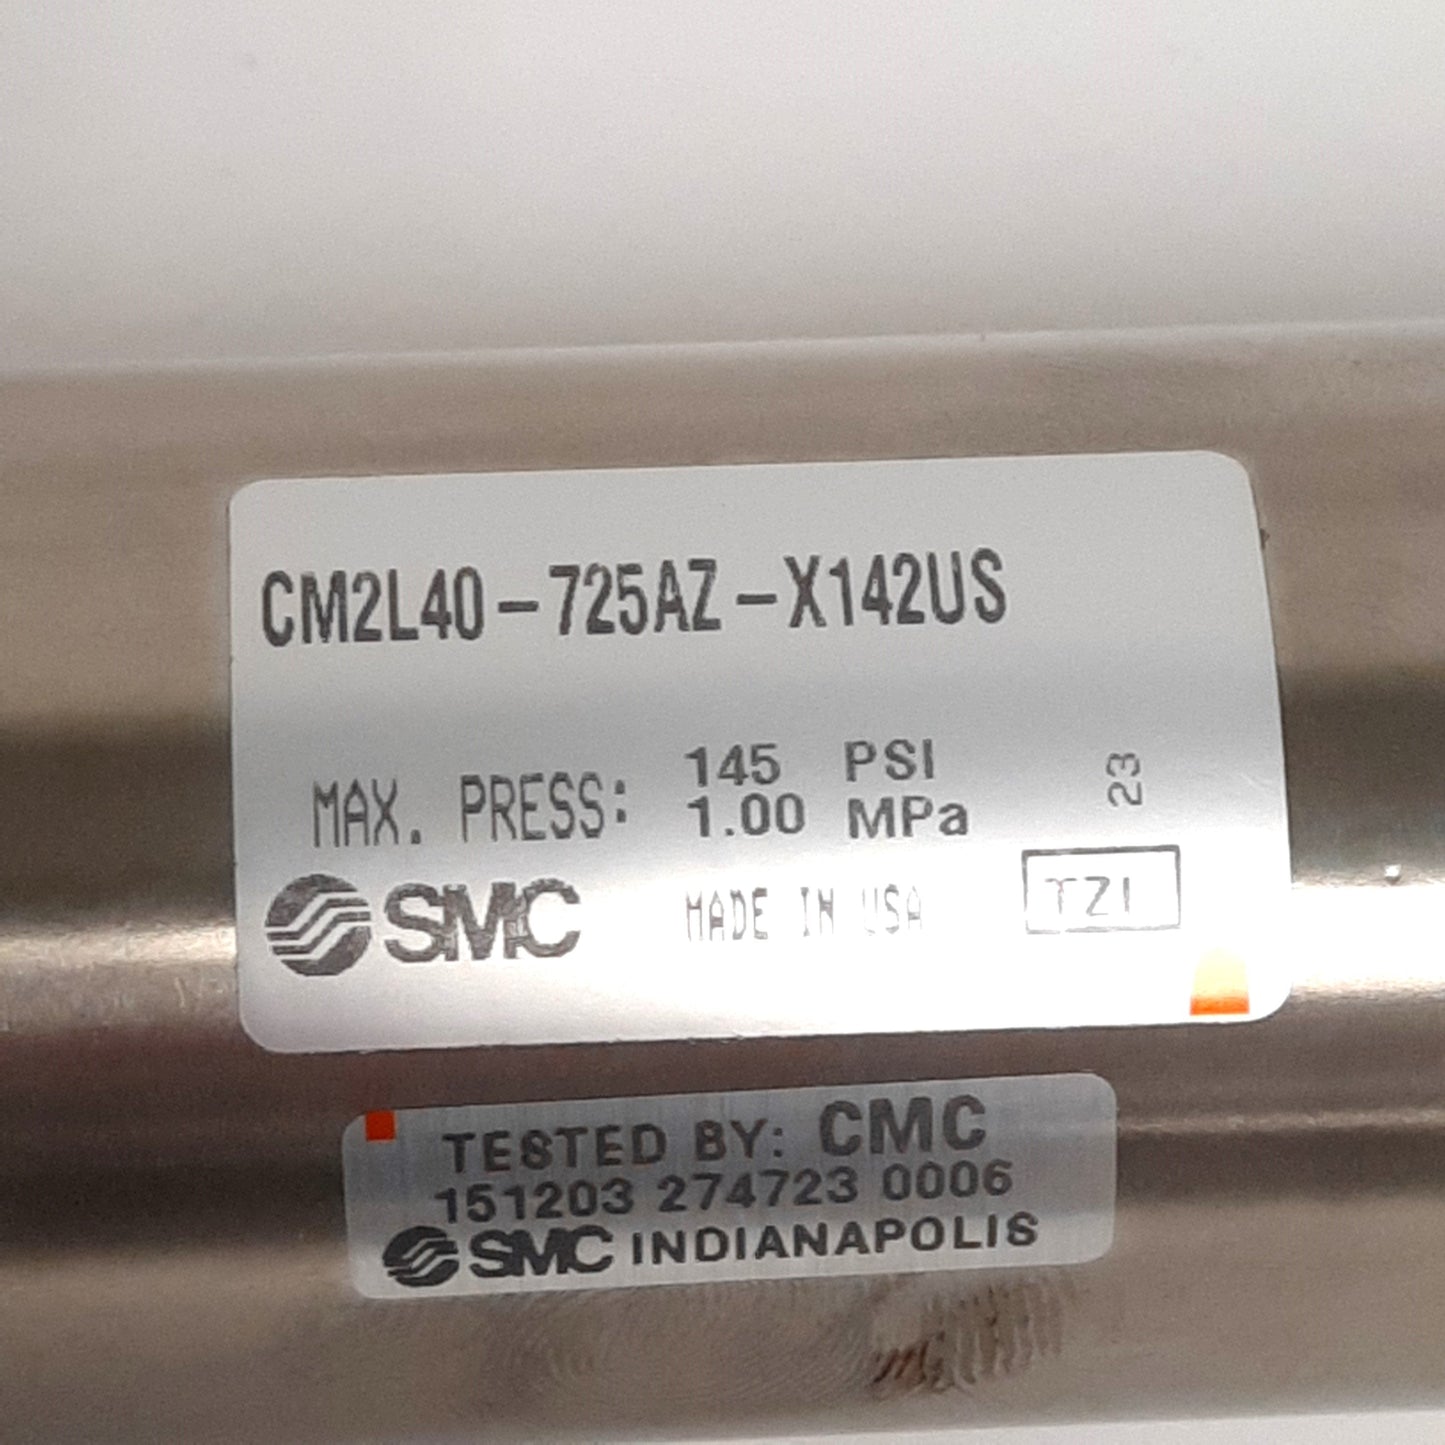 CM2L40-725AZ-X142US
MAX. PRESS: 145 PSI
1.00 MPa
23
SMC MADE IN USA TZI
TESTED BY: CMC
151203 274723 0006
SMC INDIANAPOLIS